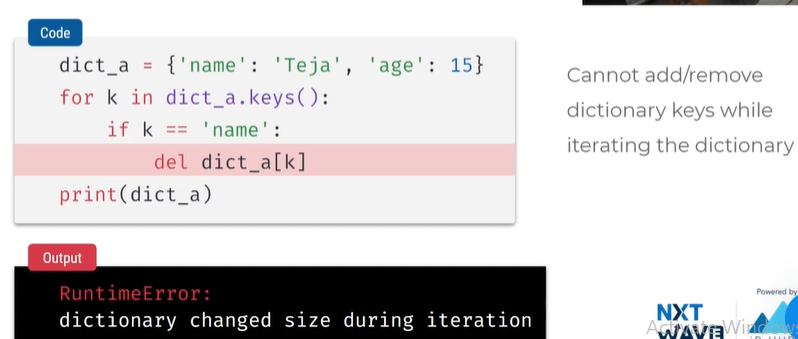 Code
dict_a = {'name': 'Teja', 'age': 15}
for k in dict_a.keys():
    if k == 'name':
        del dict_a[k]
print(dict_a)
Cannot add/remove
dictionary keys while
iterating the dictionary
Output
RuntimeError:
dictionary changed size during iteration
Powered by
NXT
WAVE
Activate Windows